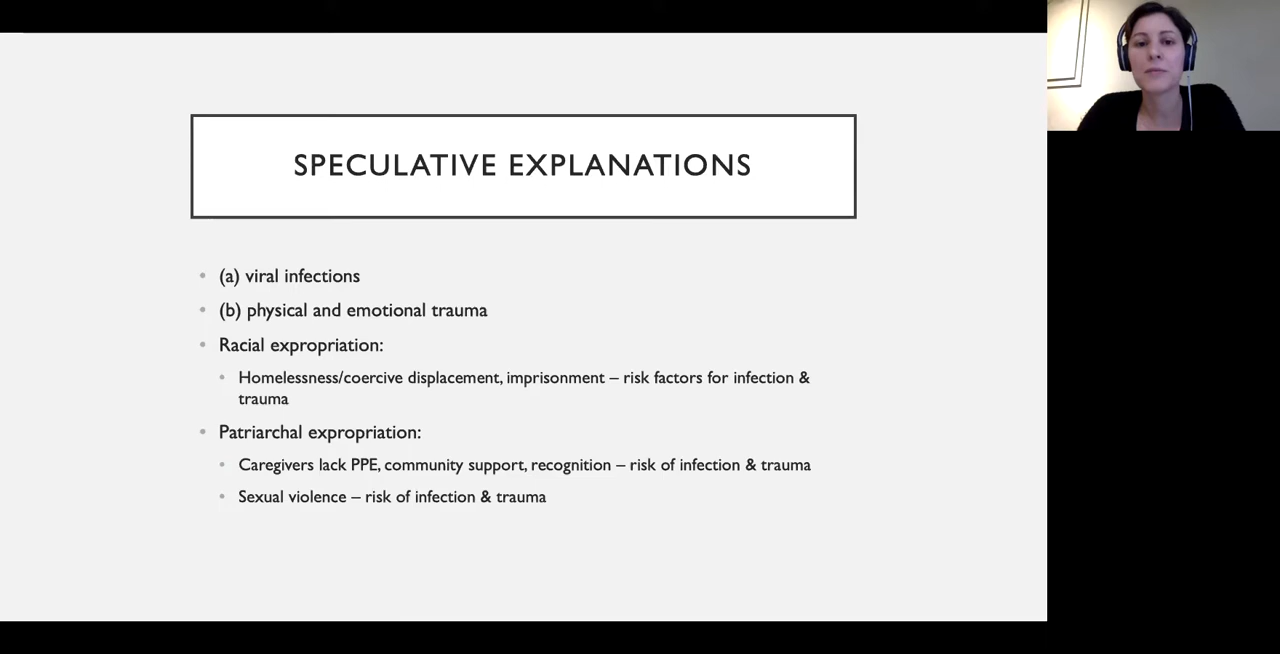 SPECULATIVE EXPLANATIONS
• (a) viral infections
• (b) physical and emotional trauma
• Racial expropriation:
• Homelessness/coercive displacement, imprisonment – risk factors for infection &
trauma
• Patriarchal expropriation:
• Caregivers lack PPE, community support, recognition – risk of infection & trauma
• Sexual violence – risk of infection & trauma